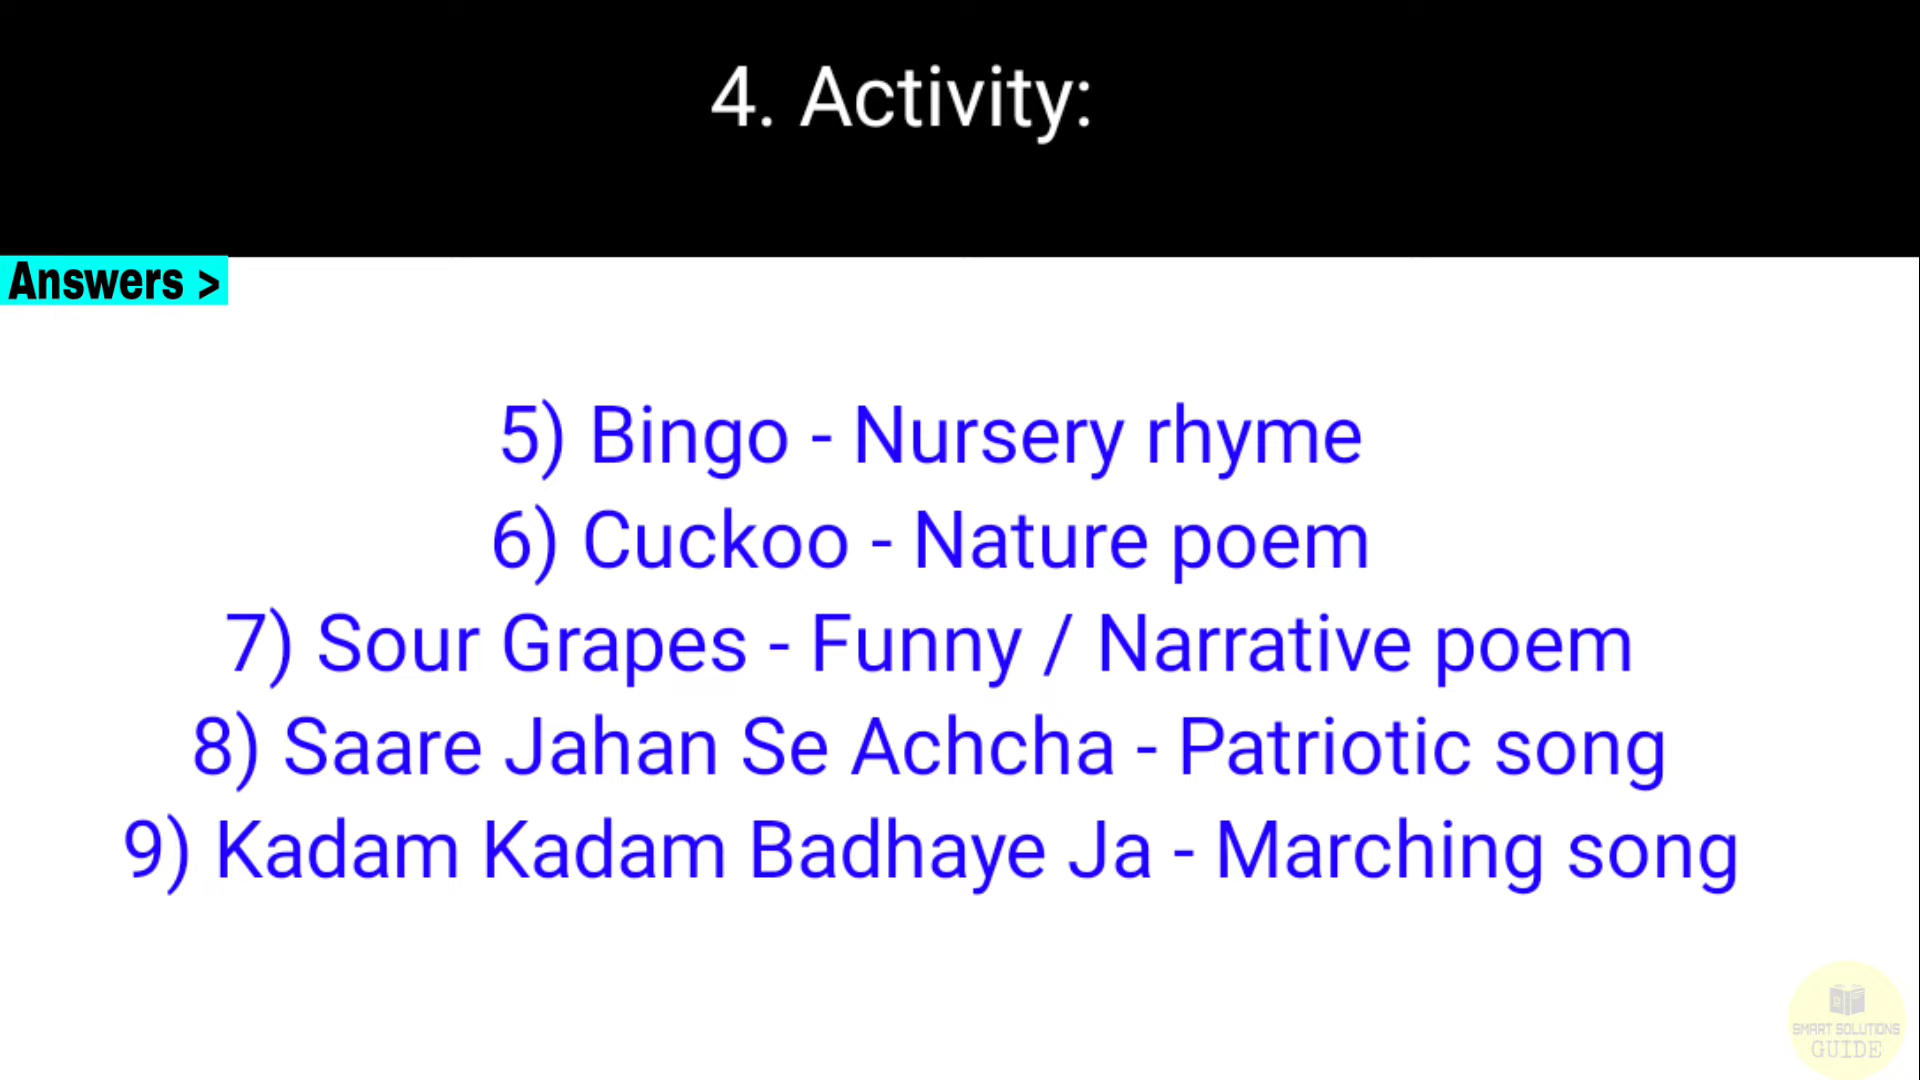 4. Activity:
Answers >
5) Bingo - Nursery rhyme
6) Cuckoo - Nature poem
7) Sour Grapes - Funny / Narrative poem
8) Saare Jahan Se Achcha - Patriotic song
9) Kadam Kadam Badhaye Ja - Marching song
SMART SOLUTIONS
GUIDE